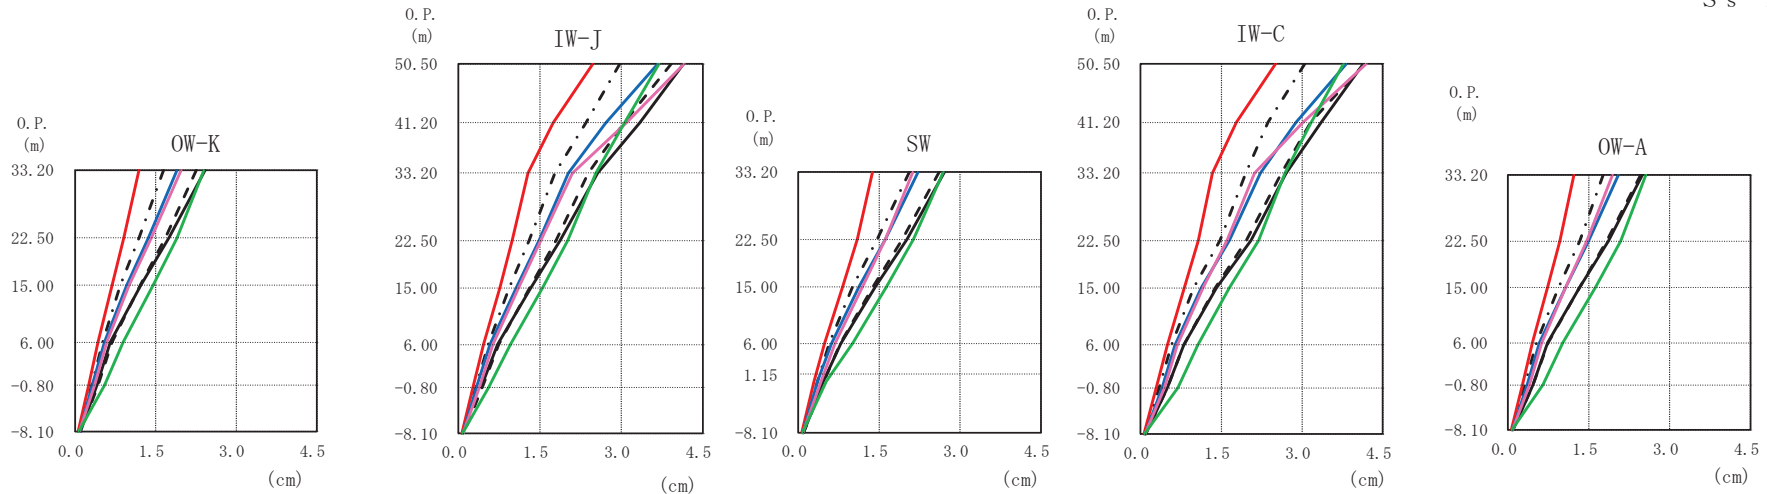 S s
OW-K
O.P.
(m)
33.20
22.50
15.00
6.00
-0.80
-8.10
0.0 1.5 3.0 4.5
(cm)
IW-J
O.P.
(m)
50.50
41.20
33.20
22.50
15.00
6.00
-0.80
-8.10
0.0 1.5 3.0 4.5
(cm)
SW
O.P.
(m)
33.20
22.50
15.00
6.00
1.15
-8.10
0.0 1.5 3.0 4.5
(cm)
IW-C
O.P.
(m)
50.50
41.20
33.20
22.50
15.00
6.00
-0.80
-8.10
0.0 1.5 3.0 4.5
(cm)
OW-A
O.P.
(m)
33.20
22.50
15.00
6.00
-0.80
-8.10
0.0 1.5 3.0 4.5
(cm)